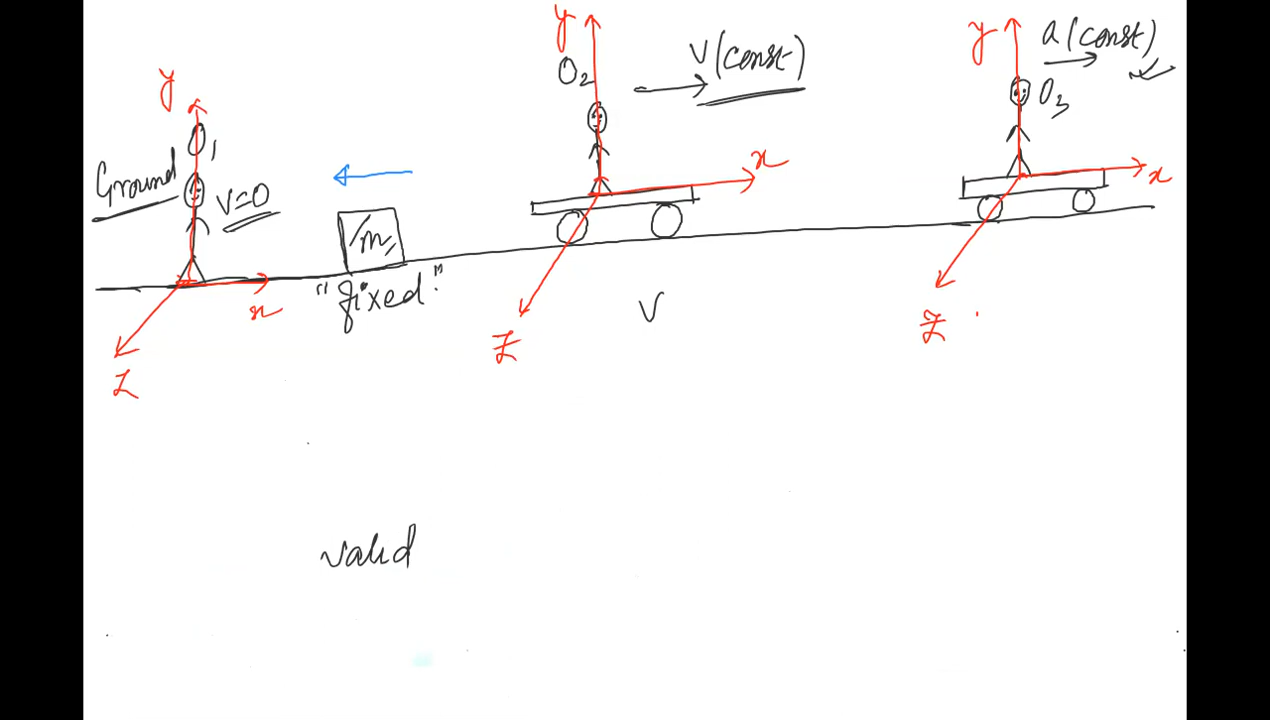 y
O₂
V (const)
y
a (const)
O₃
y
O₁
Ground
V=0
m
x
x
"fixed."
x
z
z
V
z
valid